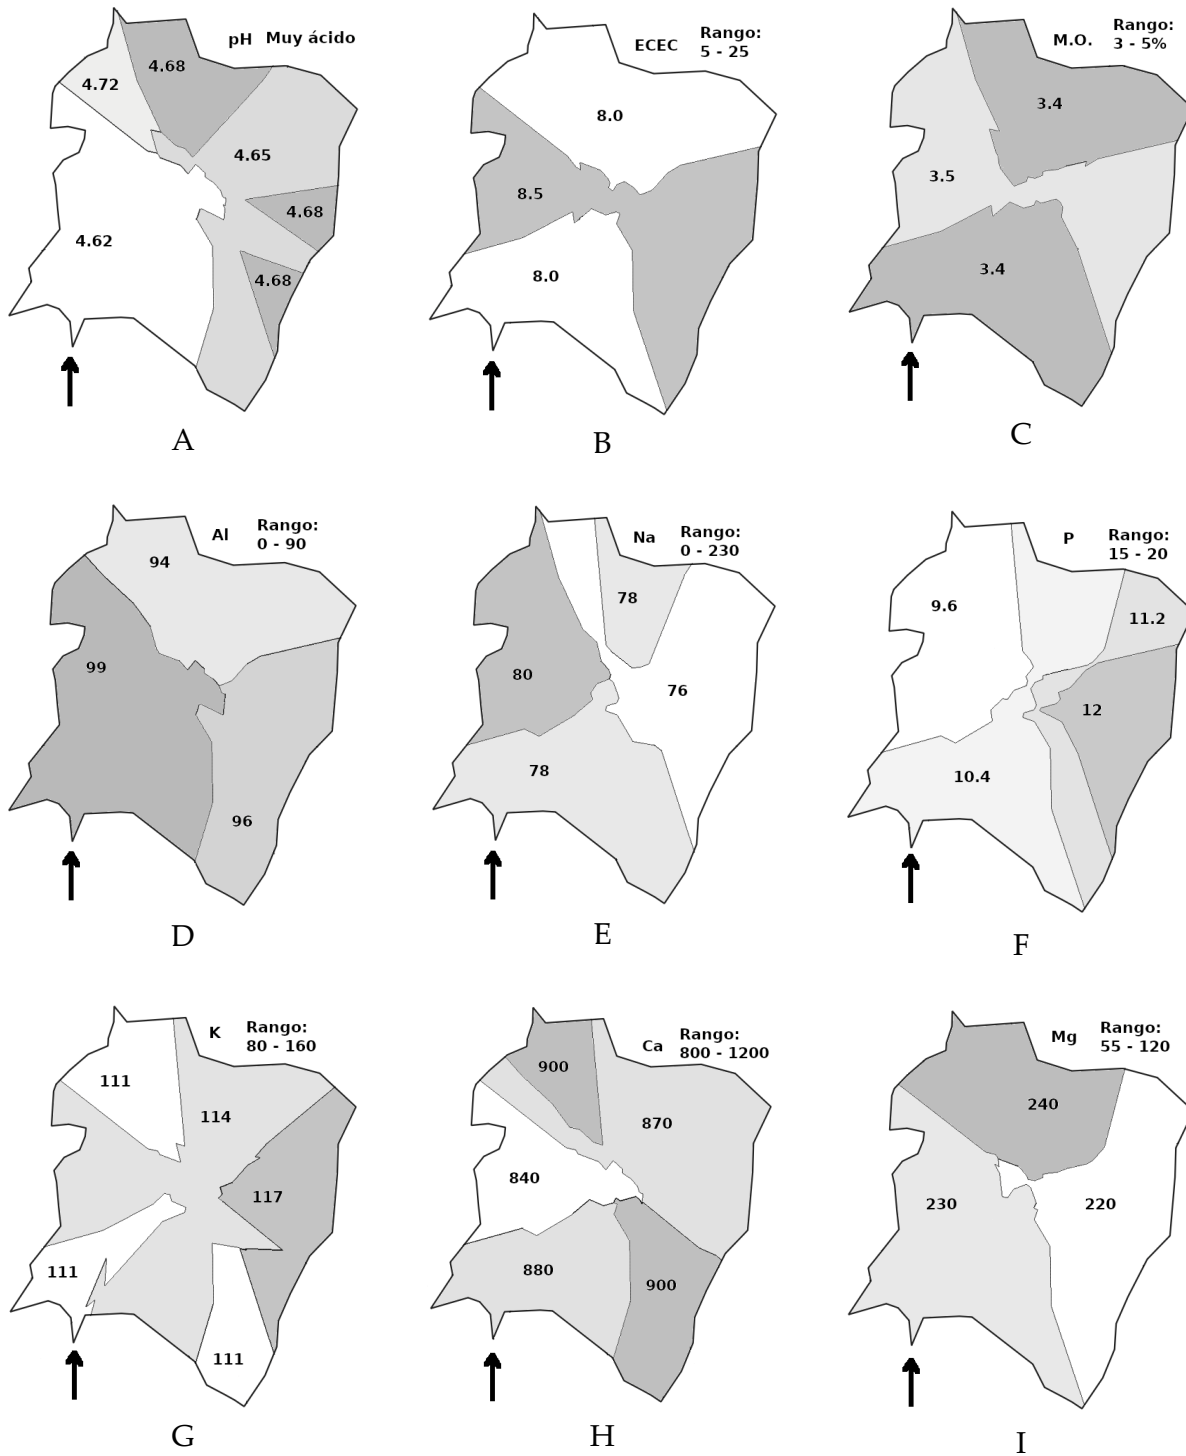 pH Muy ácido
4.68
4.72
4.65
4.68
4.62
4.68
A
ECEC
Rango:
5 - 25
8.0
8.5
8.0
B
M.O.
Rango:
3 - 5%
3.4
3.5
3.4
C
Al
Rango:
0 - 90
94
99
96
D
Na
Rango:
0 - 230
78
80
76
78
E
P
Rango:
15 - 20
9.6
11.2
12
10.4
F
K
Rango:
80 - 160
111
114
117
111
111
G
Ca
Rango:
800 - 1200
900
870
840
880
900
H
Mg
Rango:
55 - 120
240
230
220
I